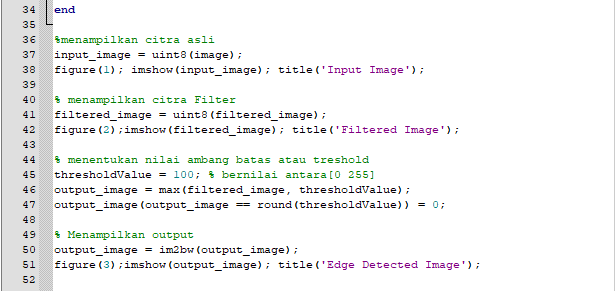 34 end
35
36 %menampilkan citra asli
37 input_image = uint8(image);
38 figure(1); imshow(input_image); title('Input Image');
39
40 % menampilkan citra Filter
41 filtered_image = uint8(filtered_image);
42 figure(2);imshow(filtered_image); title('Filtered Image');
43
44 % menentukan nilai ambang batas atau treshold
45 thresholdValue = 100; % bernilai antara[0 255]
46 output_image = max(filtered_image, thresholdValue);
47 output_image(output_image == round(thresholdValue)) = 0;
48
49 % Menampilkan output
50 output_image = im2bw(output_image);
51 figure(3);imshow(output_image); title('Edge Detected Image');
52